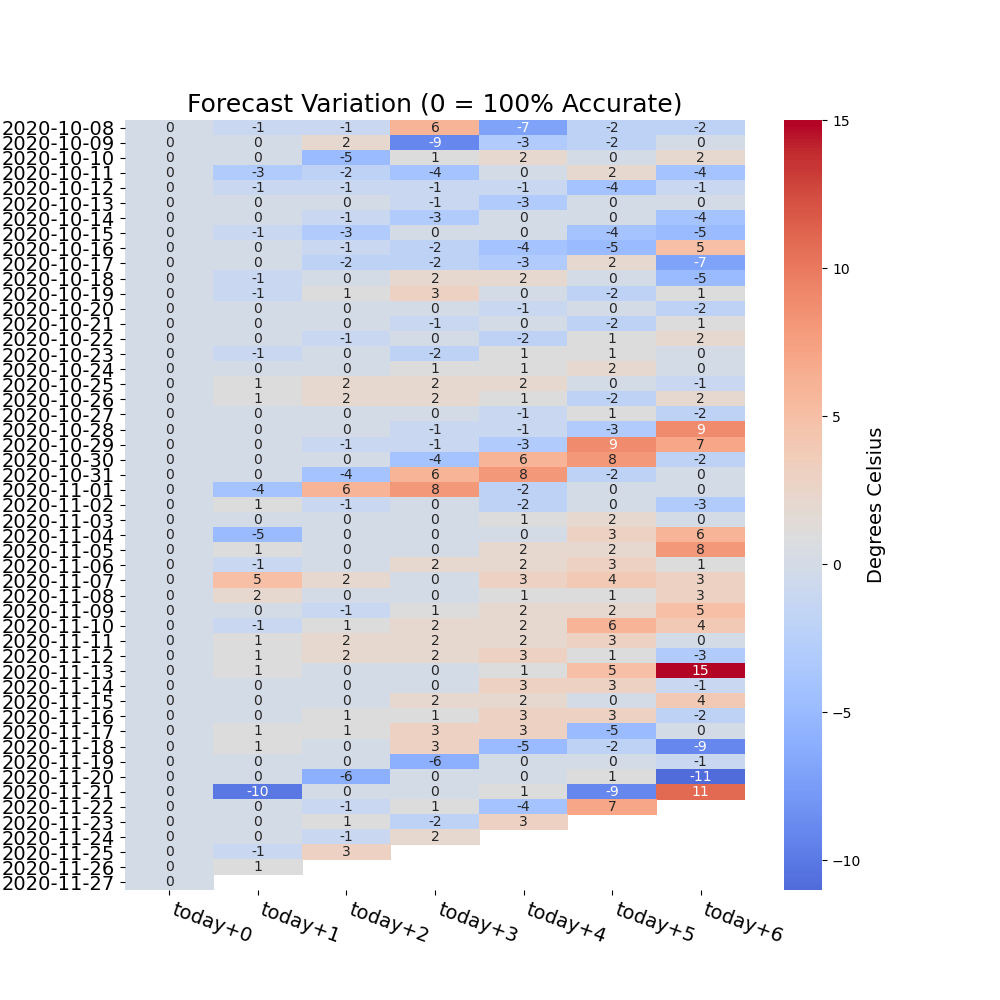 Forecast Variation (0 = 100% Accurate)
2020-10-08 0 -1 -1 6 -7 -2 -2
2020-10-09 0 0 2 -9 -3 -2 0
2020-10-10 0 0 -5 1 2 0 2
2020-10-11 0 -3 -2 -4 0 2 -4
2020-10-12 0 -1 -1 -1 -1 -4 -1
2020-10-13 0 0 0 -1 -3 0 0
2020-10-14 0 0 -1 -3 0 0 -4
2020-10-15 0 -1 -3 0 0 -4 -5
2020-10-16 0 0 -1 -2 -4 -5 5
2020-10-17 0 0 -2 -2 -3 2 -7
2020-10-18 0 -1 0 2 2 0 -5
2020-10-19 0 -1 1 3 0 -2 1
2020-10-20 0 0 0 0 -1 0 -2
2020-10-21 0 0 0 -1 0 -2 1
2020-10-22 0 0 -1 0 -2 1 2
2020-10-23 0 -1 0 -2 1 1 0
2020-10-24 0 0 0 1 1 2 0
2020-10-25 0 1 2 2 2 0 -1
2020-10-26 0 1 2 2 1 -2 2
2020-10-27 0 0 0 0 -1 1 -2
2020-10-28 0 0 0 -1 -1 -3 9
2020-10-29 0 0 -1 -1 -3 9 7
2020-10-30 0 0 0 -4 6 8 -2
2020-10-31 0 0 -4 6 8 -2 0
2020-11-01 0 -4 6 8 -2 0 0
2020-11-02 0 1 -1 0 -2 0 -3
2020-11-03 0 0 0 0 1 2 0
2020-11-04 0 -5 0 0 0 3 6
2020-11-05 0 1 0 0 2 2 8
2020-11-06 0 -1 0 2 2 3 1
2020-11-07 0 5 2 0 3 4 3
2020-11-08 0 2 0 0 1 1 3
2020-11-09 0 0 -1 1 2 2 5
2020-11-10 0 -1 1 2 2 6 4
2020-11-11 0 1 2 2 2 3 0
2020-11-12 0 1 2 2 3 1 -3
2020-11-13 0 1 0 0 1 5 15
2020-11-14 0 0 0 0 3 3 -1
2020-11-15 0 0 0 2 2 0 4
2020-11-16 0 0 1 1 3 3 -2
2020-11-17 0 1 1 3 3 -5 0
2020-11-18 0 1 0 3 -5 -2 -9
2020-11-19 0 0 0 -6 0 0 -1
2020-11-20 0 0 -6 0 0 1 -11
2020-11-21 0 -10 0 0 1 -9 11
2020-11-22 0 0 -1 1 -4 7
2020-11-23 0 0 1 -2 3
2020-11-24 0 0 -1 2
2020-11-25 0 -1 3
2020-11-26 0 1
2020-11-27 0
today+0 today+1 today+2 today+3 today+4 today+5 today+6
15
10
5
0
−5
−10
Degrees Celsius